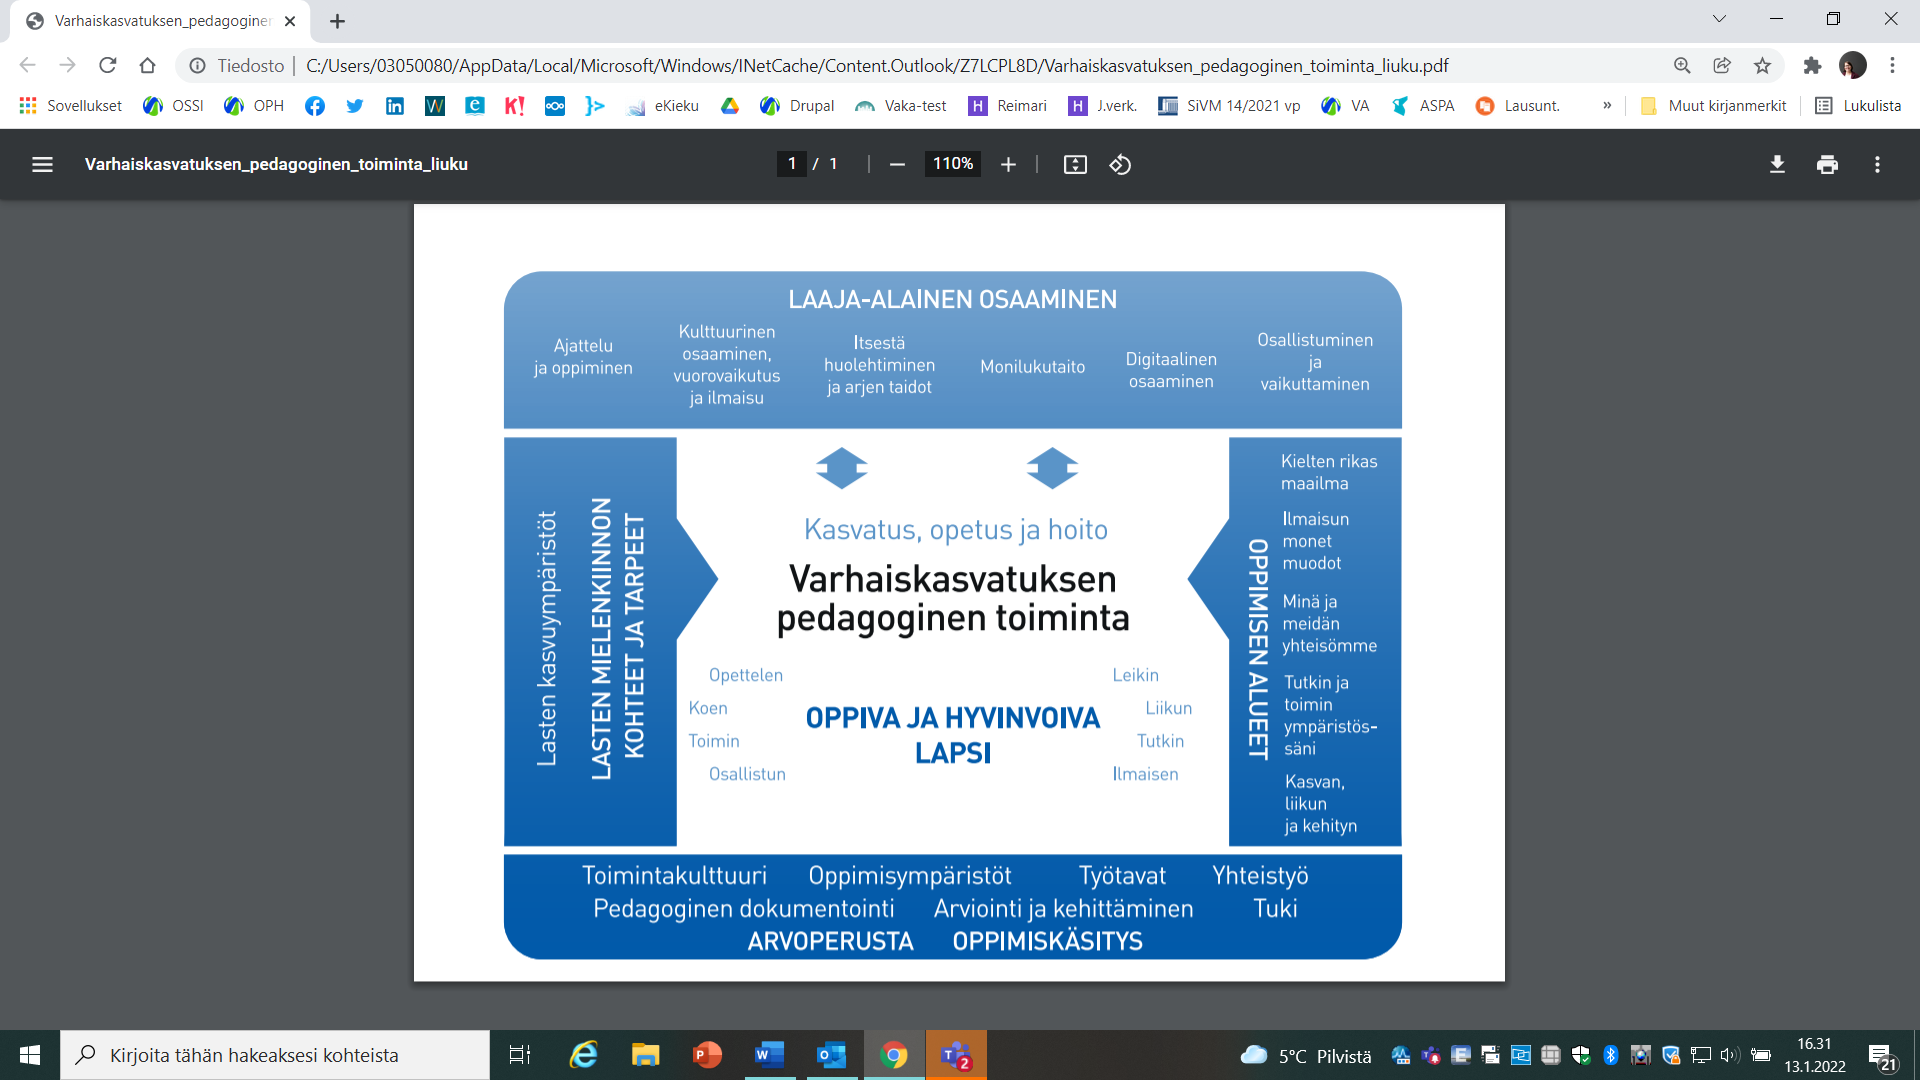 Varhaiskasvatuksen_pedagoginen
Tiedosto | C:/Users/03050080/AppData/Local/Microsoft/Windows/INetCache/Content.Outlook/Z7LCPL8D/Varhaiskasvatuksen_pedagoginen_toiminta_liuku.pdf
Sovellukset OSSI OPH eKieku Drupal Vaka-test Reimari J.verk. SiVM 14/2021 vp VA ASPA Lausunt. » Muut kirjanmerkit Lukulista
Varhaiskasvatuksen_pedagoginen_toiminta_liuku 1 / 1 110%
LAAJA-ALAINEN OSAAMINEN
Ajattelu
ja oppiminen
Kulttuurinen
osaaminen,
vuorovaikutus
ja ilmaisu
Itsestä
huolehtiminen
ja arjen taidot
Monilukutaito
Digitaalinen
osaaminen
Osallistuminen
ja
vaikuttaminen
Lasten kasvuympäristöt
LASTEN MIELENKIINNON
KOHTEET JA TARPEET
Kasvatus, opetus ja hoito
Varhaiskasvatuksen
pedagoginen toiminta
Opettelen
Koen
Toimin
Osallistun
OPPIVA JA HYVINVOIVA
LAPSI
Leikin
Liikun
Tutkin
Ilmaisen
OPPIMISEN ALUEET
Kielten rikas
maailma
Ilmaisun
monet
muodot
Minä ja
meidän
yhteisömme
Tutkin ja
toimin
ympäristös-
säni
Kasvan,
liikun
ja kehityn
Toimintakulttuuri Oppimisympäristöt Työtavat Yhteistyö
Pedagoginen dokumentointi Arviointi ja kehittäminen Tuki
ARVOPERUSTA OPPIMISKÄSITYS
Kirjoita tähän hakeaksesi kohteista
2
5°C Pilvistä
16.31
13.1.2022
21